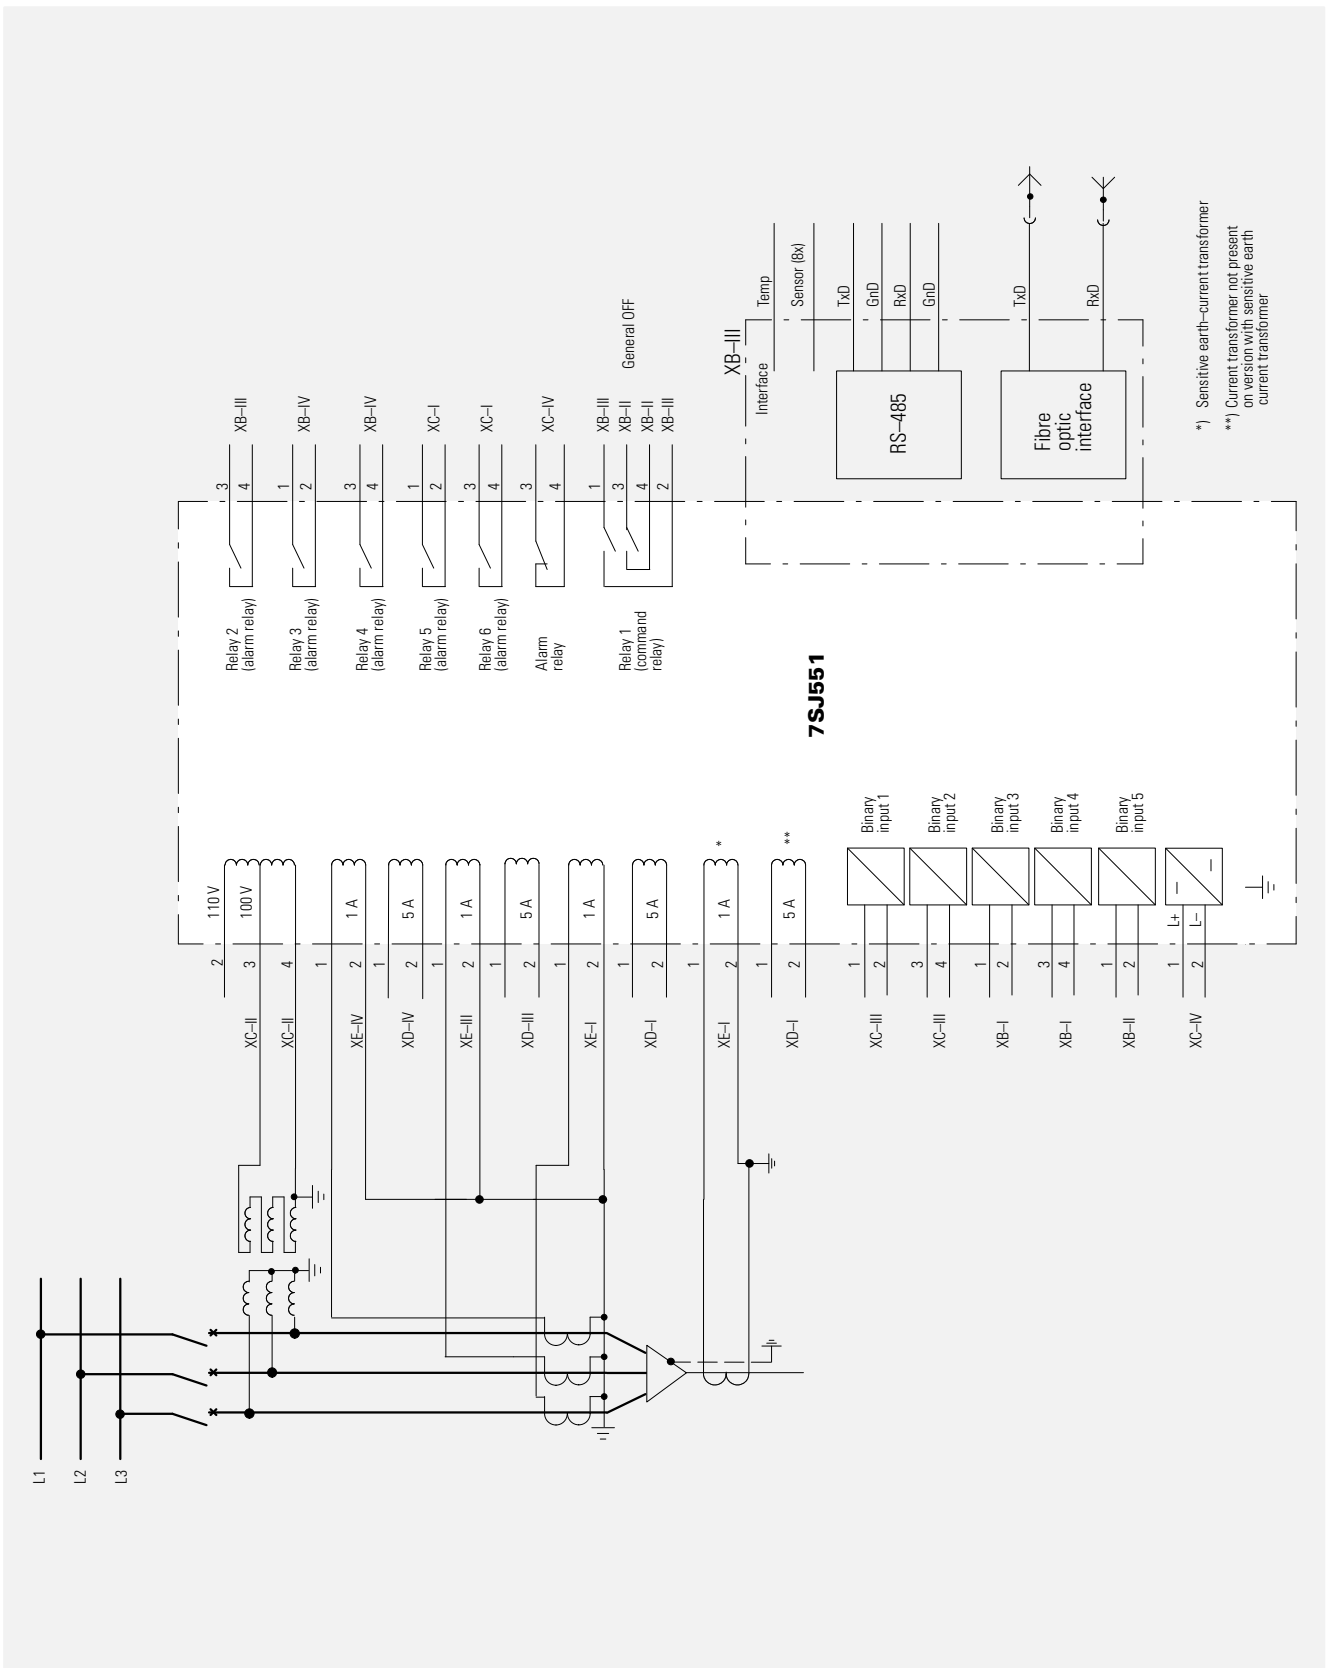 L1
L2
L3
XC–II
XC–II
XE–IV
XD–IV
XE–III
XD–III
XE–I
XD–I
XE–I
XD–I
XC–III
XC–III
XB–I
XB–I
XB–II
XC–IV
2
3
4
1
2
1
2
1
2
1
2
1
2
1
2
1
2
1
2
1
2
3
4
1
2
3
4
1
2
1
2
110 V
100 V
1 A
5 A
1 A
5 A
1 A
5 A
1 A
5 A
*
**
L+
L–
Binary
input 1
Binary
input 2
Binary
input 3
Binary
input 4
Binary
input 5
7SJ551
Relay 2
(alarm relay)
Relay 3
(alarm relay)
Relay 4
(alarm relay)
Relay 5
(alarm relay)
Relay 6
(alarm relay)
Alarm
relay
Relay 1
(command
relay)
3
4
1
2
3
4
1
2
3
4
3
4
1
3
4
2
XB–III
XB–IV
XB–IV
XC–I
XC–I
XC–IV
XB–III
XB–II
XB–II
XB–III
General OFF
XB–III
Interface
Temp
Sensor (8x)
RS–485
TxD
GnD
RxD
GnD
Fibre
optic
interface
TxD
RxD
*) Sensitive earth–current transformer
**) Current transformer not present
on version with sensitive earth
current transformer